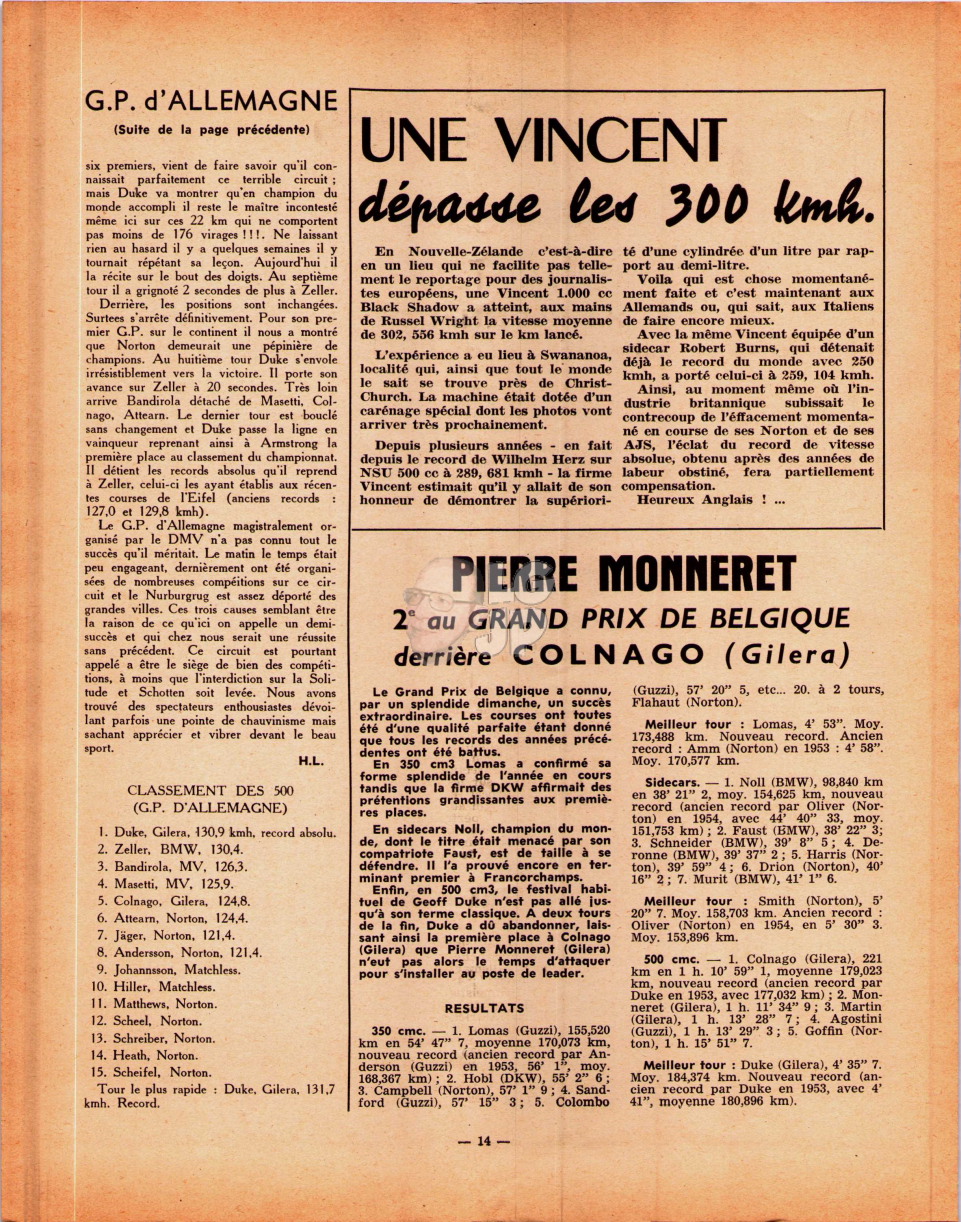 G.P. d'ALLEMAGNE
(Suite de la page précédente)
six premiers, vient de faire savoir qu'il con-
naissait parfaitement ce terrible circuit ;
mais Duke va montrer qu'en champion du
monde accompli il reste le maître incontesté
même ici sur ces 22 km qui ne comportent
pas moins de 176 virages !!!. Ne laissant
rien au hasard il y a quelques semaines il y
tournait répétant sa leçon. Aujourd'hui il
la récite sur le bout des doigts. Au septième
tour il a grignoté 2 secondes de plus à Zeller.
Derrière, les positions sont inchangées.
Surtees s'arrête définitivement. Pour son pre-
mier G.P. sur le continent il nous a montré
que Norton demeurait une pépinière de
champions. Au huitième tour Duke s'envole
irrésistiblement vers la victoire. Il porte son
avance sur Zeller à 20 secondes. Très loin
arrive Bandirola détaché de Masetti, Col-
nago, Attearn. Le dernier tour est bouclé
sans changement et Duke passe la ligne en
vainqueur reprenant ainsi à Armstrong la
première place au classement du championnat.
Il détient les records absolus qu'il reprend
à Zeller, celui-ci les ayant établis aux récen-
tes courses de l'Eifel (anciens records :
127,0 et 129,8 kmh).
Le G.P. d'Allemagne magistralement or-
ganisé par le DMV n'a pas connu tout le
succès qu'il méritait. Le matin le temps était
peu engageant, dernièrement ont été organi-
sées de nombreuses compéitions sur ce cir-
cuit et le Nurburgrug est assez déporté des
grandes villes. Ces trois causes semblant être
la raison de ce qu'ici on appelle un demi-
succès et qui chez nous serait une réussite
sans précédent. Ce circuit est pourtant
appelé a être le siège de bien des compéti-
tions, à moins que l'interdiction sur la Soli-
tude et Schotten soit levée. Nous avons
trouvé des spectateurs enthousiastes dévoi-
lant parfois une pointe de chauvinisme mais
sachant apprécier et vibrer devant le beau
sport.
H.L.
CLASSEMENT DES 500
(G.P. D'ALLEMAGNE)
1. Duke, Gilera, 130,9 kmh, record absolu.
2. Zeller, BMW, 130,4.
3. Bandirola, MV, 126,3.
4. Masetti, MV, 125,9.
5. Colnago, Gilera, 124,8.
6. Attearn, Norton, 124,4.
7. Jäger, Norton, 121,4.
8. Andersson, Norton, 121,4.
9. Johannsson, Matchless.
10. Hiller, Matchless.
11. Matthews, Norton.
12. Scheel, Norton.
13. Schreiber, Norton.
14. Heath, Norton.
15. Scheifel, Norton.
Tour le plus rapide : Duke, Gilera, 131,7
kmh. Record.
UNE VINCENT
dépasse les 300 kmh.
En Nouvelle-Zélande c'est-à-dire
en un lieu qui ne facilite pas telle-
ment le reportage pour des journalis-
tes européens, une Vincent 1.000 cc
Black Shadow a atteint, aux mains
de Russel Wright la vitesse moyenne
de 302, 556 kmh sur le km lancé.
L'expérience a eu lieu à Swananoa,
localité qui, ainsi que tout le monde
le sait se trouve près de Christ-
Church. La machine était dotée d'un
carénage spécial dont les photos vont
arriver très prochainement.
Depuis plusieurs années - en fait
depuis le record de Wilhelm Herz sur
NSU 500 cc à 289, 681 kmh - la firme
Vincent estimait qu'il y allait de son
honneur de démontrer la supériori-
té d'une cylindrée d'un litre par rap-
port au demi-litre.
Voila qui est chose momentané-
ment faite et c'est maintenant aux
Allemands ou, qui sait, aux Italiens
de faire encore mieux.
Avec la même Vincent équipée d'un
sidecar Robert Burns, qui détenait
déjà le record du monde avec 250
kmh, a porté celui-ci à 259, 104 kmh.
Ainsi, au moment même où l'in-
dustrie britannique subissait le
contrecoup de l'éffacement momenta-
né en course de ses Norton et de ses
AJS, l'éclat du record de vitesse
absolue, obtenu après des années de
labeur obstiné, fera partiellement
compensation.
Heureux Anglais ! ...
PIERRE MONNERET
2e au GRAND PRIX DE BELGIQUE
derrière COLNAGO (Gilera)
Le Grand Prix de Belgique a connu,
par un splendide dimanche, un succès
extraordinaire. Les courses ont toutes
été d'une qualité parfaite étant donné
que tous les records des années précé-
dentes ont été battus.
En 350 cm3 Lomas a confirmé sa
forme splendide de l'année en cours
tandis que la firme DKW affirmait des
prétentions grandissantes aux premiè-
res places.
En sidecars Noll, champion du mon-
de, dont le titre était menacé par son
compatriote Faust, est de taille à se
défendre. Il l'a prouvé encore en ter-
minant premier à Francorchamps.
Enfin, en 500 cm3, le festival habi-
tuel de Geoff Duke n'est pas allé jus-
qu'à son terme classique. A deux tours
de la fin, Duke a dû abandonner, lais-
sant ainsi la première place à Colnago
(Gilera) que Pierre Monneret (Gilera)
n'eut pas alors le temps d'attaquer
pour s'installer au poste de leader.
RESULTATS
350 cmc. — 1. Lomas (Guzzi), 155,520
km en 54' 47" 7, moyenne 170,073 km,
nouveau record (ancien record par An-
derson (Guzzi) en 1953, 56' 1", moy.
168,367 km) ; 2. Hobl (DKW), 55' 2" 6 ;
3. Campbell (Norton), 57' 1" 9 ; 4. Sand-
ford (Guzzi), 57' 15" 3 ; 5. Colombo
(Guzzi), 57' 20" 5, etc... 20. à 2 tours,
Flahaut (Norton).
Meilleur tour : Lomas, 4' 53". Moy.
173,488 km. Nouveau record. Ancien
record : Amm (Norton) en 1953 : 4' 58".
Moy. 170,577 km.
Sidecars. — 1. Noll (BMW), 98,840 km
en 38' 21" 2, moy. 154,625 km, nouveau
record (ancien record par Oliver (Nor-
ton) en 1954, avec 44' 40" 33, moy.
151,753 km) ; 2. Faust (BMW), 38' 22" 3;
3. Schneider (BMW), 39' 8" 5 ; 4. De-
ronne (BMW), 39' 37" 2 ; 5. Harris (Nor-
ton), 39' 59" 4 ; 6. Drion (Norton), 40'
16" 2 ; 7. Murit (BMW), 41' 1" 6.
Meilleur tour : Smith (Norton), 5'
20" 7. Moy. 158,703 km. Ancien record :
Oliver (Norton) en 1954, en 5' 30" 3.
Moy. 153,896 km.
500 cmc. — 1. Colnago (Gilera), 221
km en 1 h. 10' 59" 1, moyenne 179,023
km, nouveau record (ancien record par
Duke en 1953, avec 177,032 km) ; 2. Mon-
neret (Gilera), 1 h. 11' 34" 9 ; 3. Martin
(Gilera), 1 h. 13' 28" 7 ; 4. Agostini
(Guzzi), 1 h. 13' 29" 3 ; 5. Goffin (Nor-
ton), 1 h. 15' 51" 7.
Meilleur tour : Duke (Gilera), 4' 35" 7.
Moy. 184,374 km. Nouveau record (an-
cien record par Duke en 1953, avec 4'
41", moyenne 180,896 km).
— 14 —